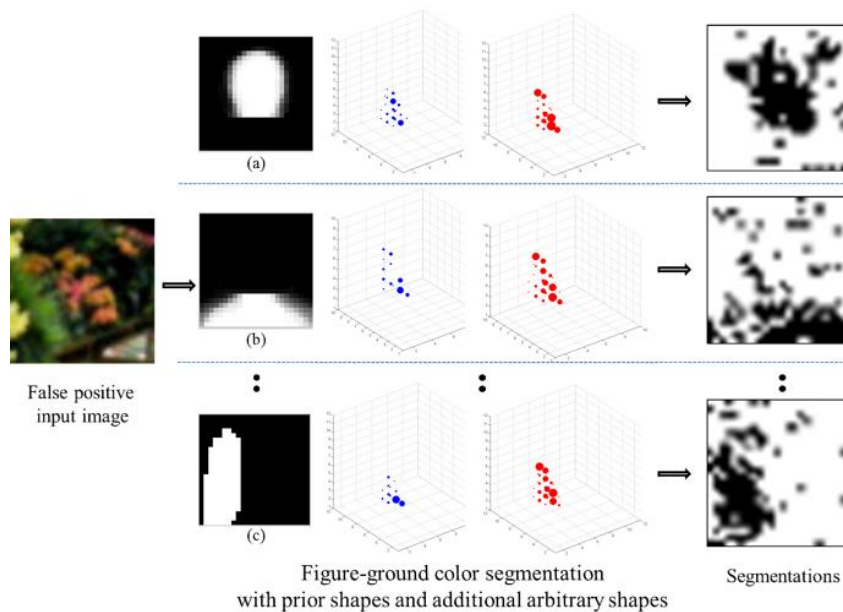 (a)
(b)
False positive
input image
(c)
Figure-ground color segmentation
with prior shapes and additional arbitrary shapes
Segmentations